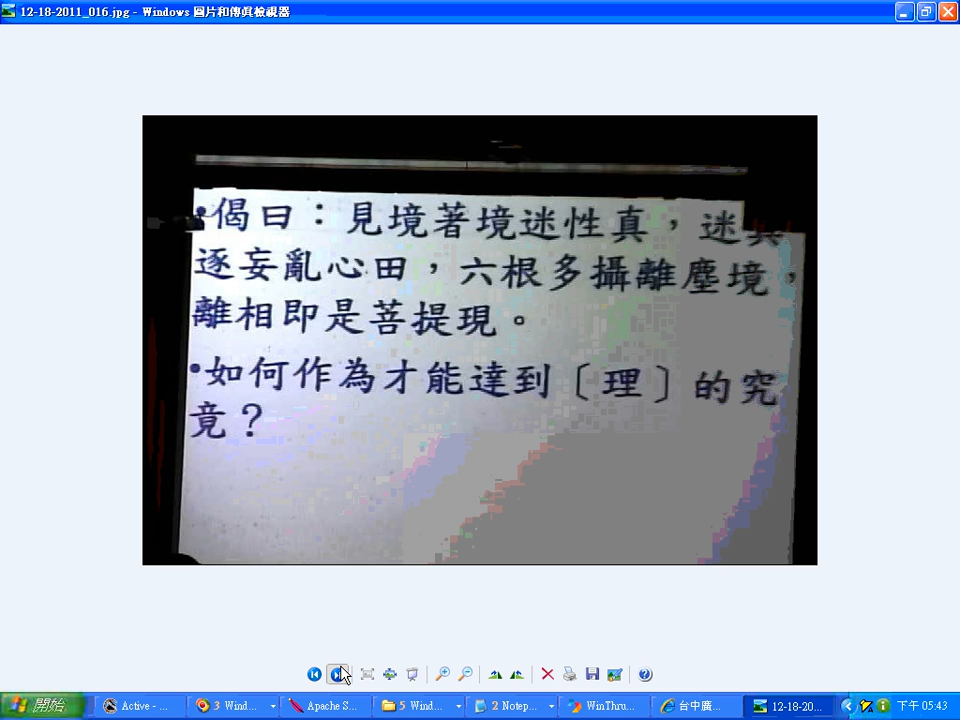 12-18-2011_016.jpg - Windows 圖片和傳真檢視器
•偈曰：見境著境迷性真，迷真
逐妄亂心田，六根多攝離塵境，
離相即是菩提現。
•如何作為才能達到〔理〕的究
竟？
開始 Active - ... 3 Wind... Apache S... 5 Wind... 2 Notep... WinThru... 台中廣... 12-18-20... 下午 05:43